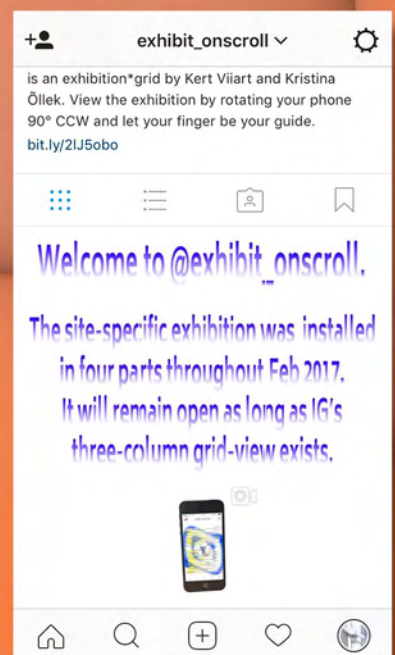 exhibit_onscroll
is an exhibition*grid by Kert Viiart and Kristina
Õllek. View the exhibition by rotating your phone
90° CCW and let your finger be your guide.
bit.ly/2lJ5obo
Welcome to @exhibit_onscroll.
The site-specific exhibition was installed
in four parts throughout Feb 2017.
It will remain open as long as IG's
three-column grid-view exists.